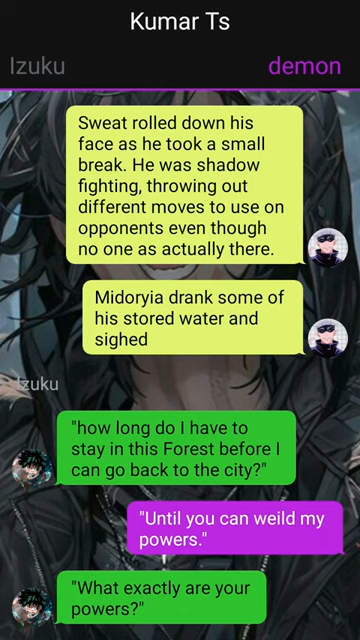 Kumar Ts
Izuku
demon
Sweat rolled down his
face as he took a small
break. He was shadow
fighting, throwing out
different moves to use on
opponents even though
no one as actually there.
Midoryia drank some of
his stored water and
sighed
Izuku
"how long do I have to
stay in this Forest before I
can go back to the city?"
"Until you can weild my
powers."
"What exactly are your
powers?"